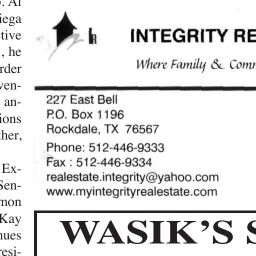 Al
iega
ctive
, he
rder
ven-
an-
ions
ther,
Ex-
Sen-
mon
Kay
nues
resi-
INTEGRITY RE
Where Family & Comm
227 East Bell
P.O. Box 1196
Rockdale, TX 76567
Phone: 512-446-9333
Fax : 512-446-9334
realestate.integrity@yahoo.com
www.myintegrityrealestate.com
WASIK'S S